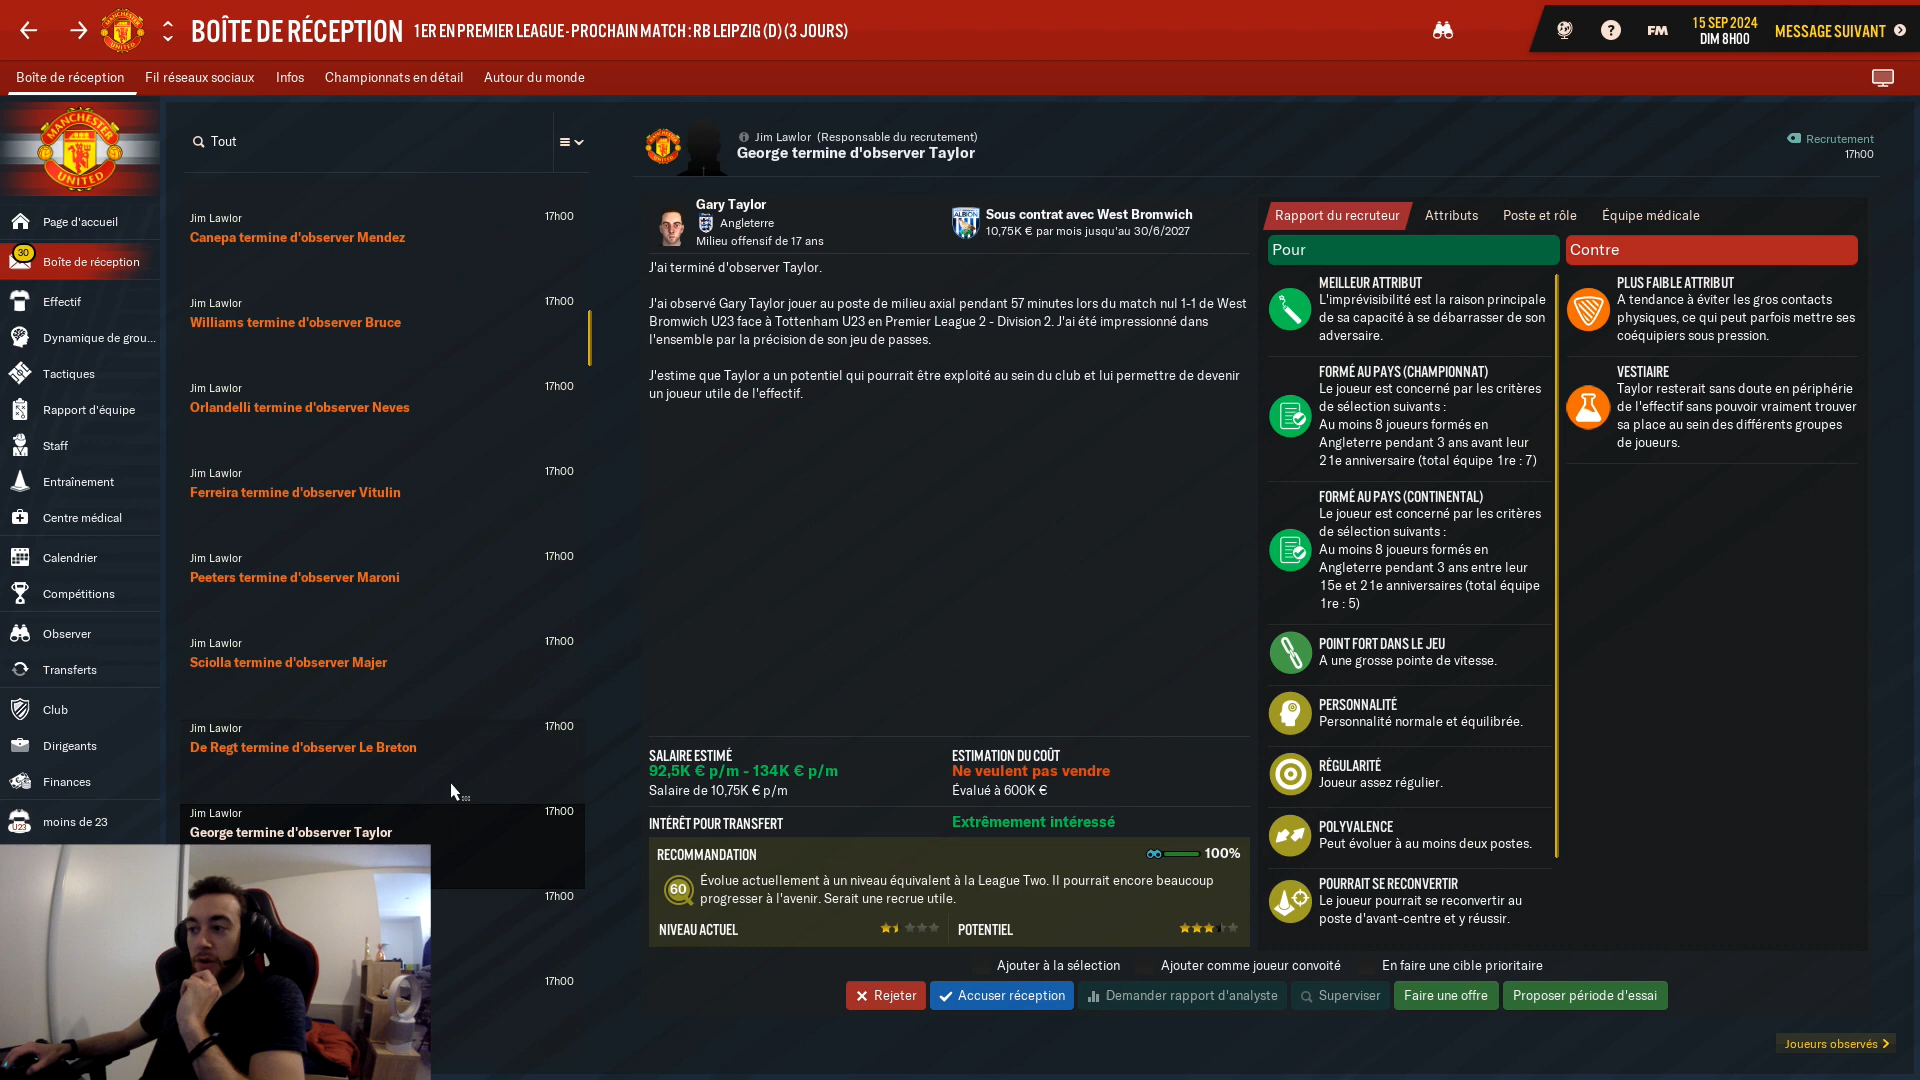 BOÎTE DE RÉCEPTION
1ER EN PREMIER LEAGUE - PROCHAIN MATCH : RB LEIPZIG (D) (3 JOURS)
FM
15 SEP 2024
DIM 8H00
MESSAGE SUIVANT
Boîte de réception
Fil réseaux sociaux
Infos
Championnats en détail
Autour du monde
MANCHESTER
UNITED
Page d'accueil
30
Boîte de réception
Effectif
Dynamique de grou...
Tactiques
Rapport d'équipe
Staff
Entraînement
Centre médical
Calendrier
Compétitions
Observer
Transferts
Club
Dirigeants
Finances
U23
moins de 23
Tout
Jim Lawlor
17h00
Canepa termine d'observer Mendez
Jim Lawlor
17h00
Williams termine d'observer Bruce
Jim Lawlor
17h00
Orlandelli termine d'observer Neves
Jim Lawlor
17h00
Ferreira termine d'observer Vitulin
Jim Lawlor
17h00
Peeters termine d'observer Maroni
Jim Lawlor
17h00
Sciolla termine d'observer Majer
Jim Lawlor
17h00
De Regt termine d'observer Le Breton
Jim Lawlor
17h00
George termine d'observer Taylor
17h00
17h00
Jim Lawlor (Responsable du recrutement)
George termine d'observer Taylor
Recrutement
17h00
Gary Taylor
Angleterre
Milieu offensif de 17 ans
ALBION
Sous contrat avec West Bromwich
10,75K € par mois jusqu'au 30/6/2027
J'ai terminé d'observer Taylor.
J'ai observé Gary Taylor jouer au poste de milieu axial pendant 57 minutes lors du match nul 1-1 de West
Bromwich U23 face à Tottenham U23 en Premier League 2 - Division 2. J'ai été impressionné dans
l'ensemble par la précision de son jeu de passes.
J'estime que Taylor a un potentiel qui pourrait être exploité au sein du club et lui permettre de devenir
un joueur utile de l'effectif.
SALAIRE ESTIMÉ
92,5K € p/m - 134K € p/m
Salaire de 10,75K € p/m
ESTIMATION DU COÛT
Ne veulent pas vendre
Évalué à 600K €
INTÉRÊT POUR TRANSFERT
Extrêmement intéressé
RECOMMANDATION
100%
60
Évolue actuellement à un niveau équivalent à la League Two. Il pourrait encore beaucoup
progresser à l'avenir. Serait une recrue utile.
NIVEAU ACTUEL
POTENTIEL
Rapport du recruteur
Attributs
Poste et rôle
Équipe médicale
Pour
MEILLEUR ATTRIBUT
L'imprévisibilité est la raison principale
de sa capacité à se débarrasser de son
adversaire.
FORMÉ AU PAYS (CHAMPIONNAT)
Le joueur est concerné par les critères
de sélection suivants :
Au moins 8 joueurs formés en
Angleterre pendant 3 ans avant leur
21e anniversaire (total équipe 1re : 7)
FORMÉ AU PAYS (CONTINENTAL)
Le joueur est concerné par les critères
de sélection suivants :
Au moins 8 joueurs formés en
Angleterre pendant 3 ans entre leur
15e et 21e anniversaires (total équipe
1re : 5)
POINT FORT DANS LE JEU
A une grosse pointe de vitesse.
PERSONNALITÉ
Personnalité normale et équilibrée.
RÉGULARITÉ
Joueur assez régulier.
POLYVALENCE
Peut évoluer à au moins deux postes.
POURRAIT SE RECONVERTIR
Le joueur pourrait se reconvertir au
poste d'avant-centre et y réussir.
Contre
PLUS FAIBLE ATTRIBUT
A tendance à éviter les gros contacts
physiques, ce qui peut parfois mettre ses
coéquipiers sous pression.
VESTIAIRE
Taylor resterait sans doute en périphérie
de l'effectif sans pouvoir vraiment trouver
sa place au sein des différents groupes
de joueurs.
Ajouter à la sélection
Ajouter comme joueur convoité
En faire une cible prioritaire
Rejeter
Accuser réception
Demander rapport d'analyste
Superviser
Faire une offre
Proposer période d'essai
Joueurs observés